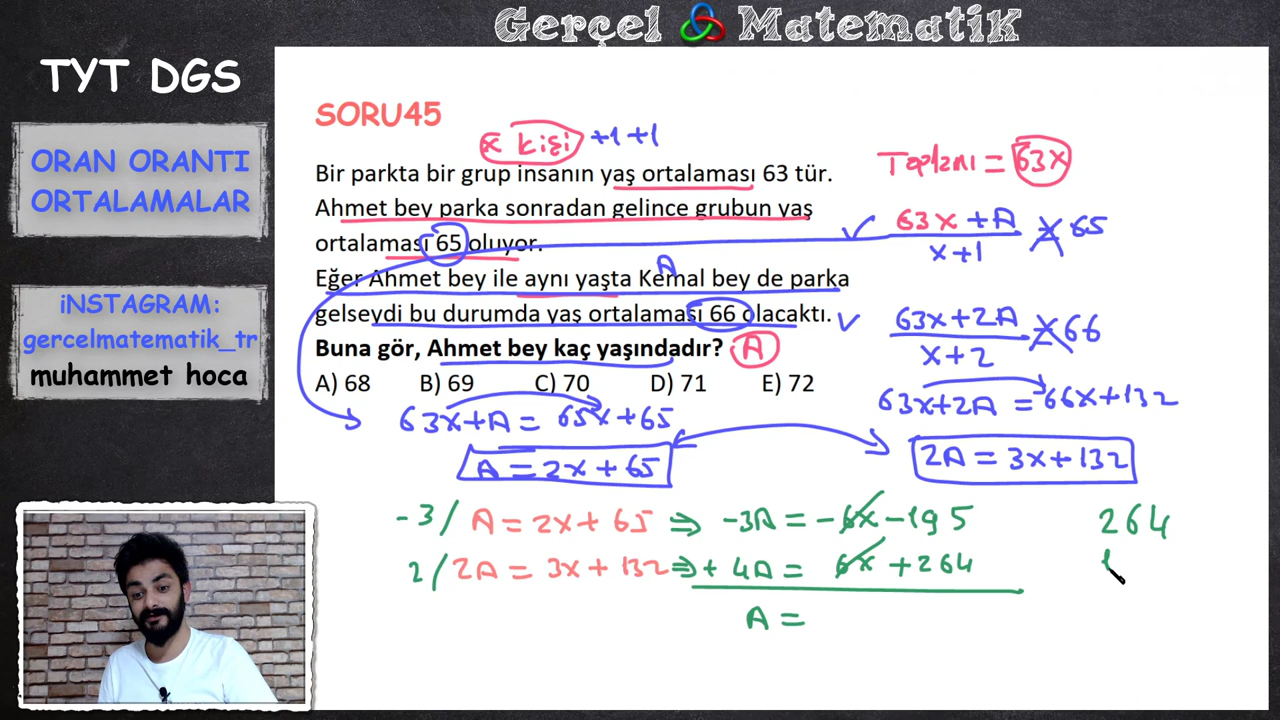 Gerçel Matematik
TYT DGS
ORAN ORANTI
ORTALAMALAR
iNSTAGRAM:
gercelmatematik_tr
muhammet hoca
SORU45
x kişi +1 +1
Bir parkta bir grup insanın yaş ortalaması 63 tür.
Toplamı = 63x
Ahmet bey parka sonradan gelince grubun yaş
ortalaması 65 oluyor.
63x + A
x+1
65
A
Eğer Ahmet bey ile aynı yaşta Kemal bey de parka
gelseydi bu durumda yaş ortalaması 66 olacaktı.
63x+2A
x+2
66
Buna gör, Ahmet bey kaç yaşındadır? A
A) 68 B) 69 C) 70 D) 71 E) 72
63x+2A = 66x+132
63x+A = 65x+65
A = 2x+65
2A = 3x+132
-3/ A = 2x+65 ⇒ -3A = -6x-195
2/ 2A = 3x+132 ⇒ + 4A = 6x+264
A =
264
1